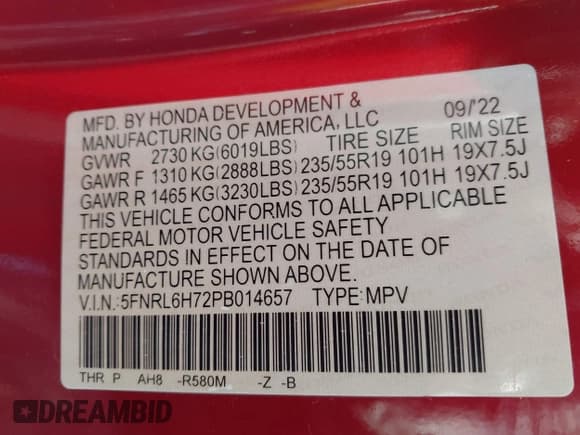 MFD. BY HONDA DEVELOPMENT &
MANUFACTURING OF AMERICA, LLC 09/'22
GVWR 2730 KG(6019LBS) TIRE SIZE RIM SIZE
GAWR F 1310 KG(2888LBS) 235/55R19 101H 19X7.5J
GAWR R 1465 KG(3230LBS) 235/55R19 101H 19X7.5J
THIS VEHICLE CONFORMS TO ALL APPLICABLE
FEDERAL MOTOR VEHICLE SAFETY
STANDARDS IN EFFECT ON THE DATE OF
MANUFACTURE SHOWN ABOVE.
V.I.N.:5FNRL6H72PB014657 TYPE:MPV
THR P AH8 -R580M -Z -B
DREAMBID